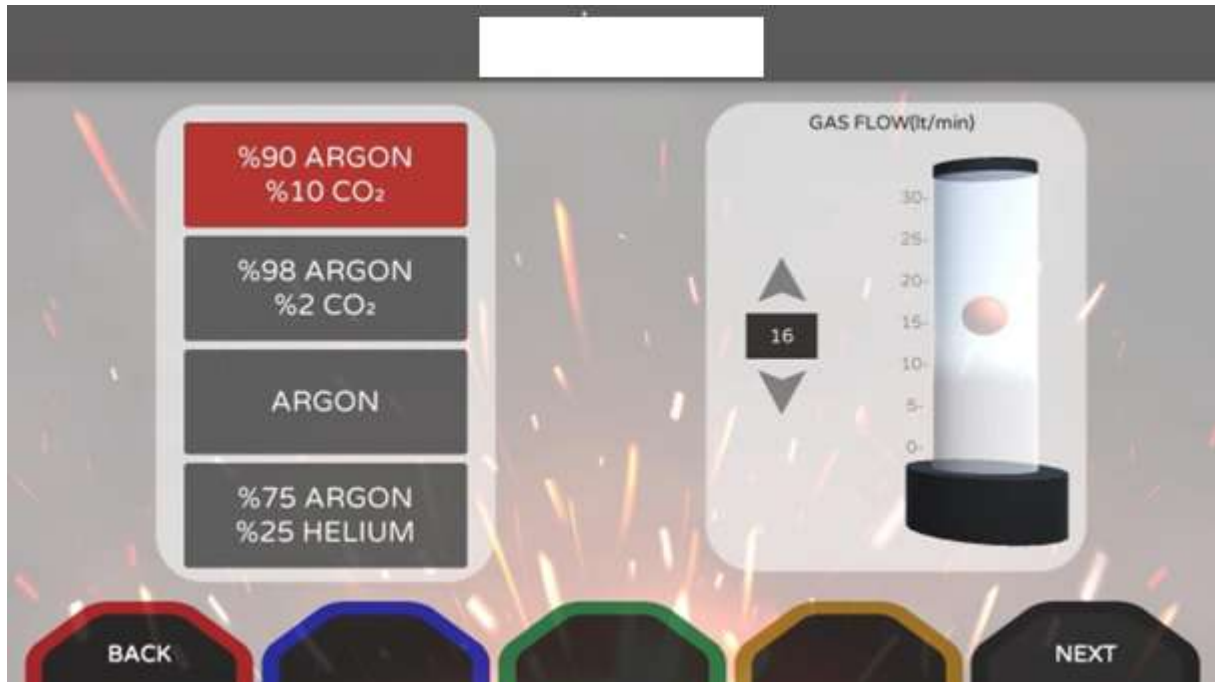 %90 ARGON
%10 CO₂
%98 ARGON
%2 CO₂
ARGON
%75 ARGON
%25 HELIUM
GAS FLOW(lt/min)
30-
25-
20-
15-
10-
5-
0-
16
BACK
NEXT